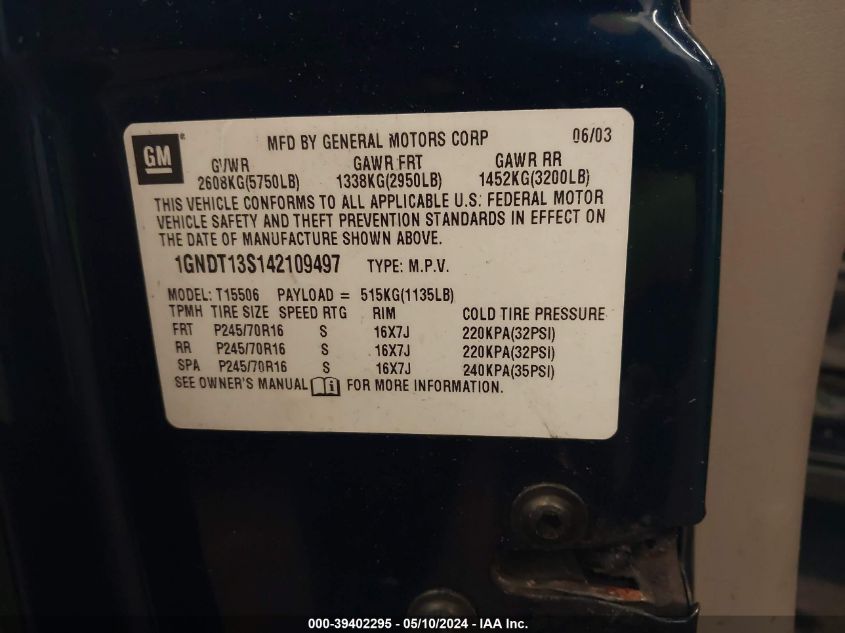 GM
MFD BY GENERAL MOTORS CORP 06/03
GVWR GAWR FRT GAWR RR
2608KG(5750LB) 1338KG(2950LB) 1452KG(3200LB)
THIS VEHICLE CONFORMS TO ALL APPLICABLE U.S. FEDERAL MOTOR
VEHICLE SAFETY AND THEFT PREVENTION STANDARDS IN EFFECT ON
THE DATE OF MANUFACTURE SHOWN ABOVE.
1GNDT13S142109497 TYPE: M.P.V.
MODEL: T15506 PAYLOAD = 515KG(1135LB)
TPMH TIRE SIZE SPEED RTG RIM COLD TIRE PRESSURE
FRT P245/70R16 S 16X7J 220KPA(32PSI)
RR P245/70R16 S 16X7J 220KPA(32PSI)
SPA P245/70R16 S 16X7J 240KPA(35PSI)
SEE OWNER'S MANUAL i FOR MORE INFORMATION.
000-39402295 - 05/10/2024 - IAA Inc.